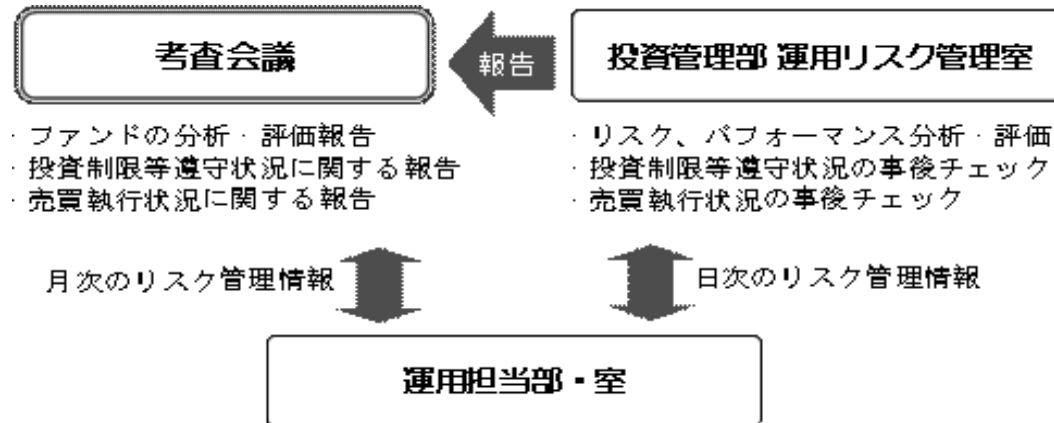 考査会議
報告
投資管理部 運用リスク管理室
・ファンドの分析・評価報告
・投資制限等遵守状況に関する報告
・売買執行状況に関する報告
・リスク、パフォーマンス分析・評価
・投資制限等遵守状況の事後チェック
・売買執行状況の事後チェック
月次のリスク管理情報
日次のリスク管理情報
運用担当部・室